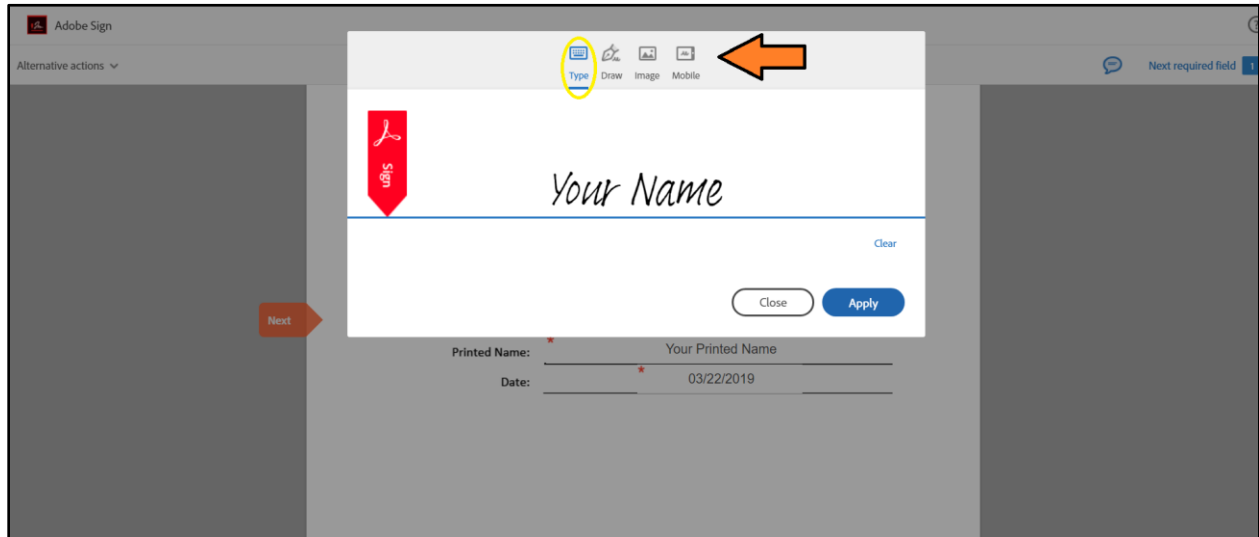 Adobe Sign
Alternative actions
Next required field 1
Type Draw Image Mobile
Sign
Your Name
Clear
Close Apply
Next
* Printed Name: Your Printed Name
Date: * 03/22/2019